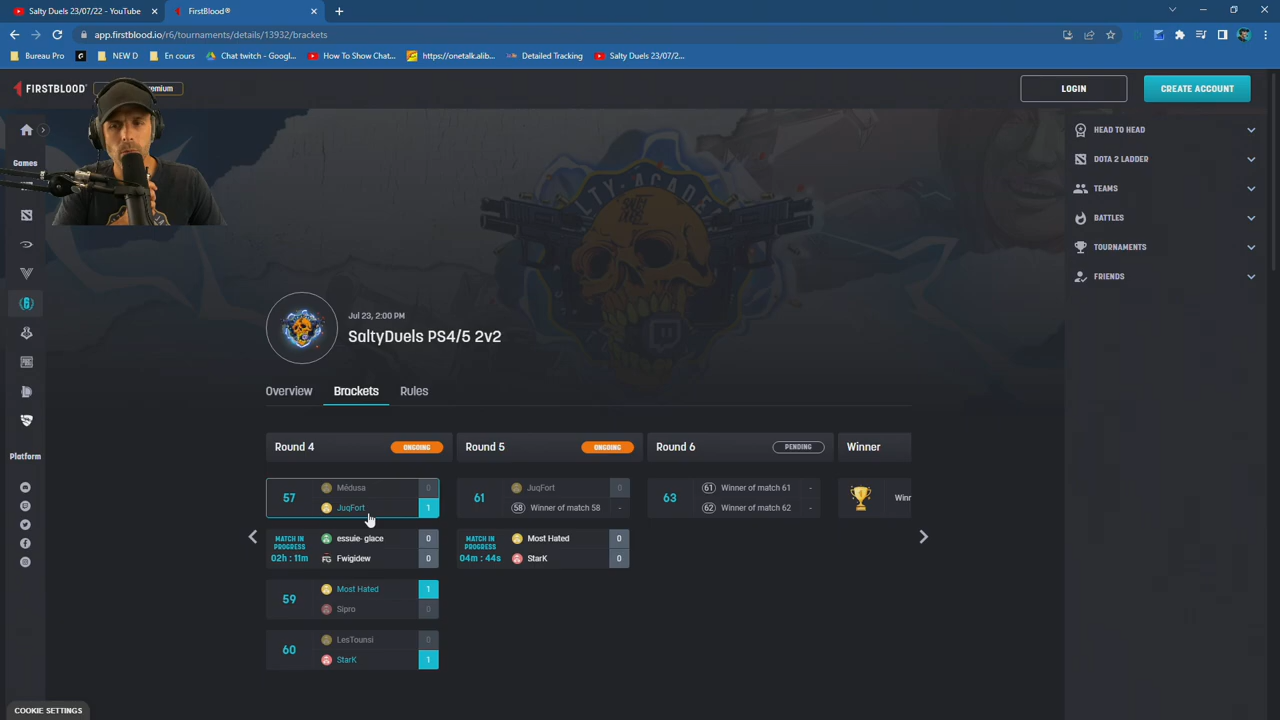 Salty Duels 23/07/22 - YouTube
FirstBlood®
app.firstblood.io/r6/tournaments/details/13932/brackets
Bureau Pro
NEW D
En cours
Chat twitch - Googl...
How To Show Chat...
https://onetalk.alib...
Detailed Tracking
Salty Duels 23/07/2...
FIRSTBLOOD
LOGIN
CREATE ACCOUNT
Games
HEAD TO HEAD
DOTA 2 LADDER
TEAMS
BATTLES
TOURNAMENTS
FRIENDS
SALTY ACADEMY
Jul 23, 2:00 PM
SaltyDuels PS4/5 2v2
Overview
Brackets
Rules
Platform
Round 4
ONGOING
Round 5
ONGOING
Round 6
PENDING
Winner
57
Médusa 0
JuqFort 1
61
JuqFort 0
58 Winner of match 58 -
63
61 Winner of match 61 -
62 Winner of match 62 -
Winr
MATCH IN PROGRESS
02h : 11m
essuie- glace 0
FG Fwigidew 0
MATCH IN PROGRESS
04m : 44s
Most Hated 0
StarK 0
59
Most Hated 1
Sipro 0
60
LesTounsi 0
StarK 1
COOKIE SETTINGS